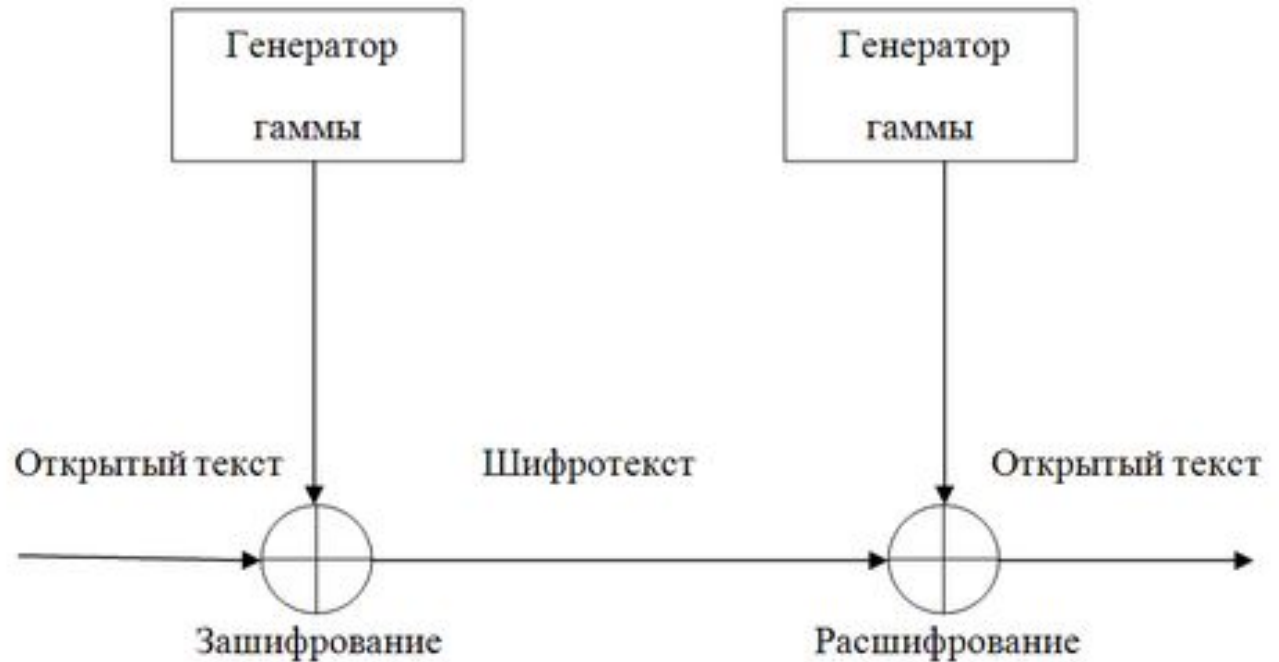 Генератор
гаммы
Генератор
гаммы
Открытый текст
Шифротекст
Открытый текст
Зашифрование
Расшифрование